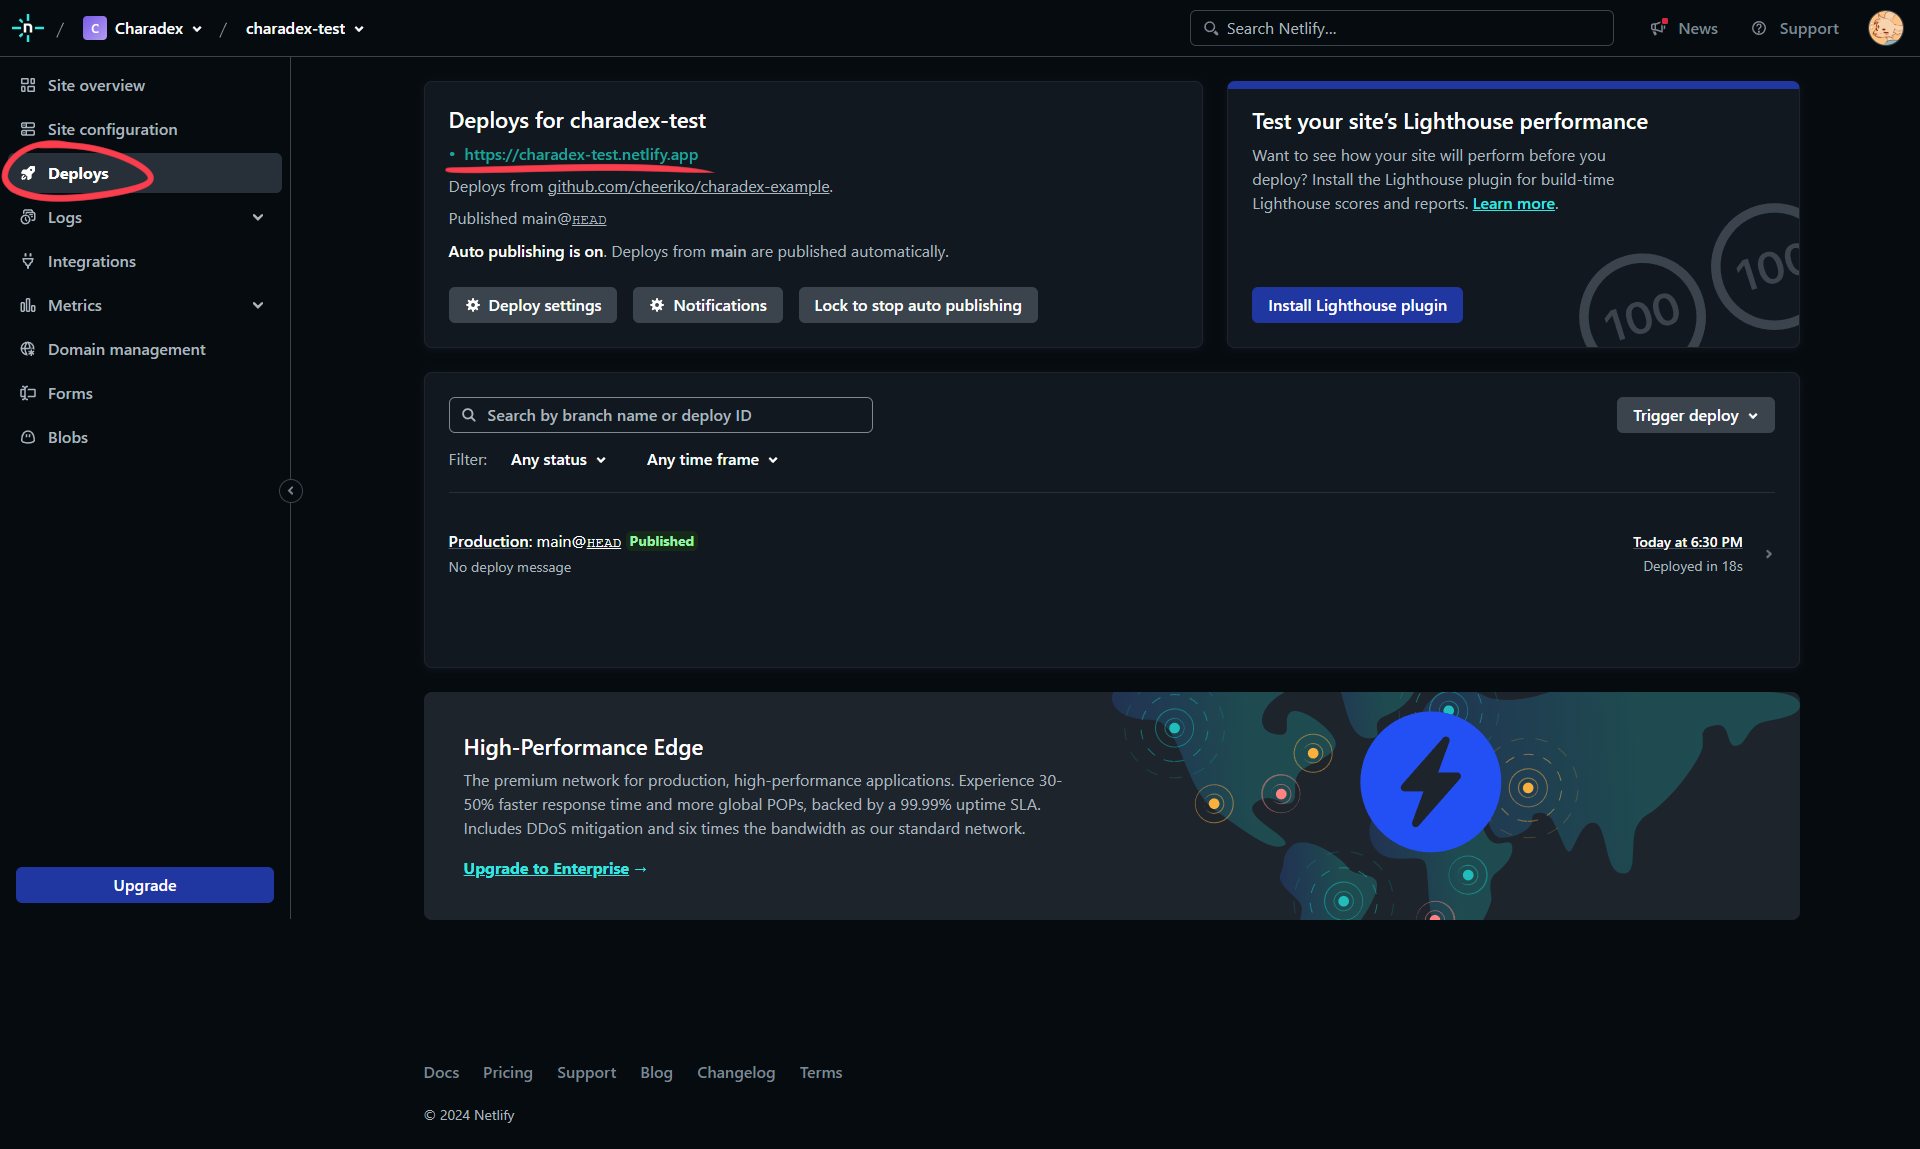 n / C Charadex / charadex-test
Search Netlify...
News
Support
Site overview
Site configuration
Deploys
Logs
Integrations
Metrics
Domain management
Forms
Blobs
Upgrade
Deploys for charadex-test
• https://charadex-test.netlify.app
Deploys from github.com/cheeriko/charadex-example.
Published main@HEAD
Auto publishing is on. Deploys from main are published automatically.
Deploy settings
Notifications
Lock to stop auto publishing
Test your site’s Lighthouse performance
Want to see how your site will perform before you
deploy? Install the Lighthouse plugin for build-time
Lighthouse scores and reports. Learn more.
Install Lighthouse plugin
100
100
Search by branch name or deploy ID
Trigger deploy
Filter: Any status Any time frame
Production: main@HEAD Published
No deploy message
Today at 6:30 PM
Deployed in 18s
High-Performance Edge
The premium network for production, high-performance applications. Experience 30-
50% faster response time and more global POPs, backed by a 99.99% uptime SLA.
Includes DDoS mitigation and six times the bandwidth as our standard network.
Upgrade to Enterprise →
Docs Pricing Support Blog Changelog Terms
© 2024 Netlify